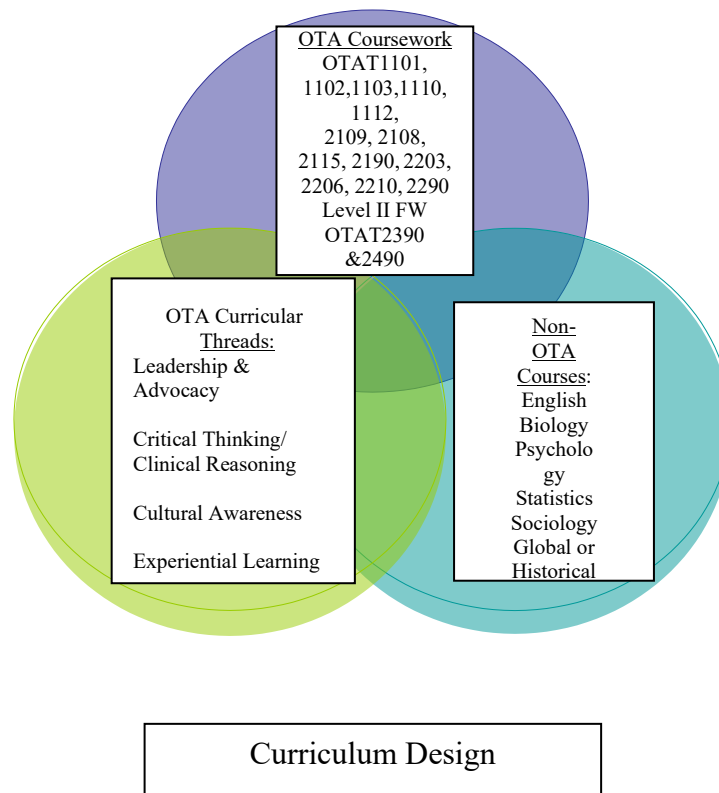 OTA Coursework
OTAT1101,
1102,1103,1110,
1112,
2109, 2108,
2115, 2190, 2203,
2206, 2210, 2290
Level II FW
OTAT2390
&2490
OTA Curricular
Threads:
Leadership &
Advocacy
Critical Thinking/
Clinical Reasoning
Cultural Awareness
Experiential Learning
Non-
OTA
Courses:
English
Biology
Psycholo
gy
Statistics
Sociology
Global or
Historical
Curriculum Design